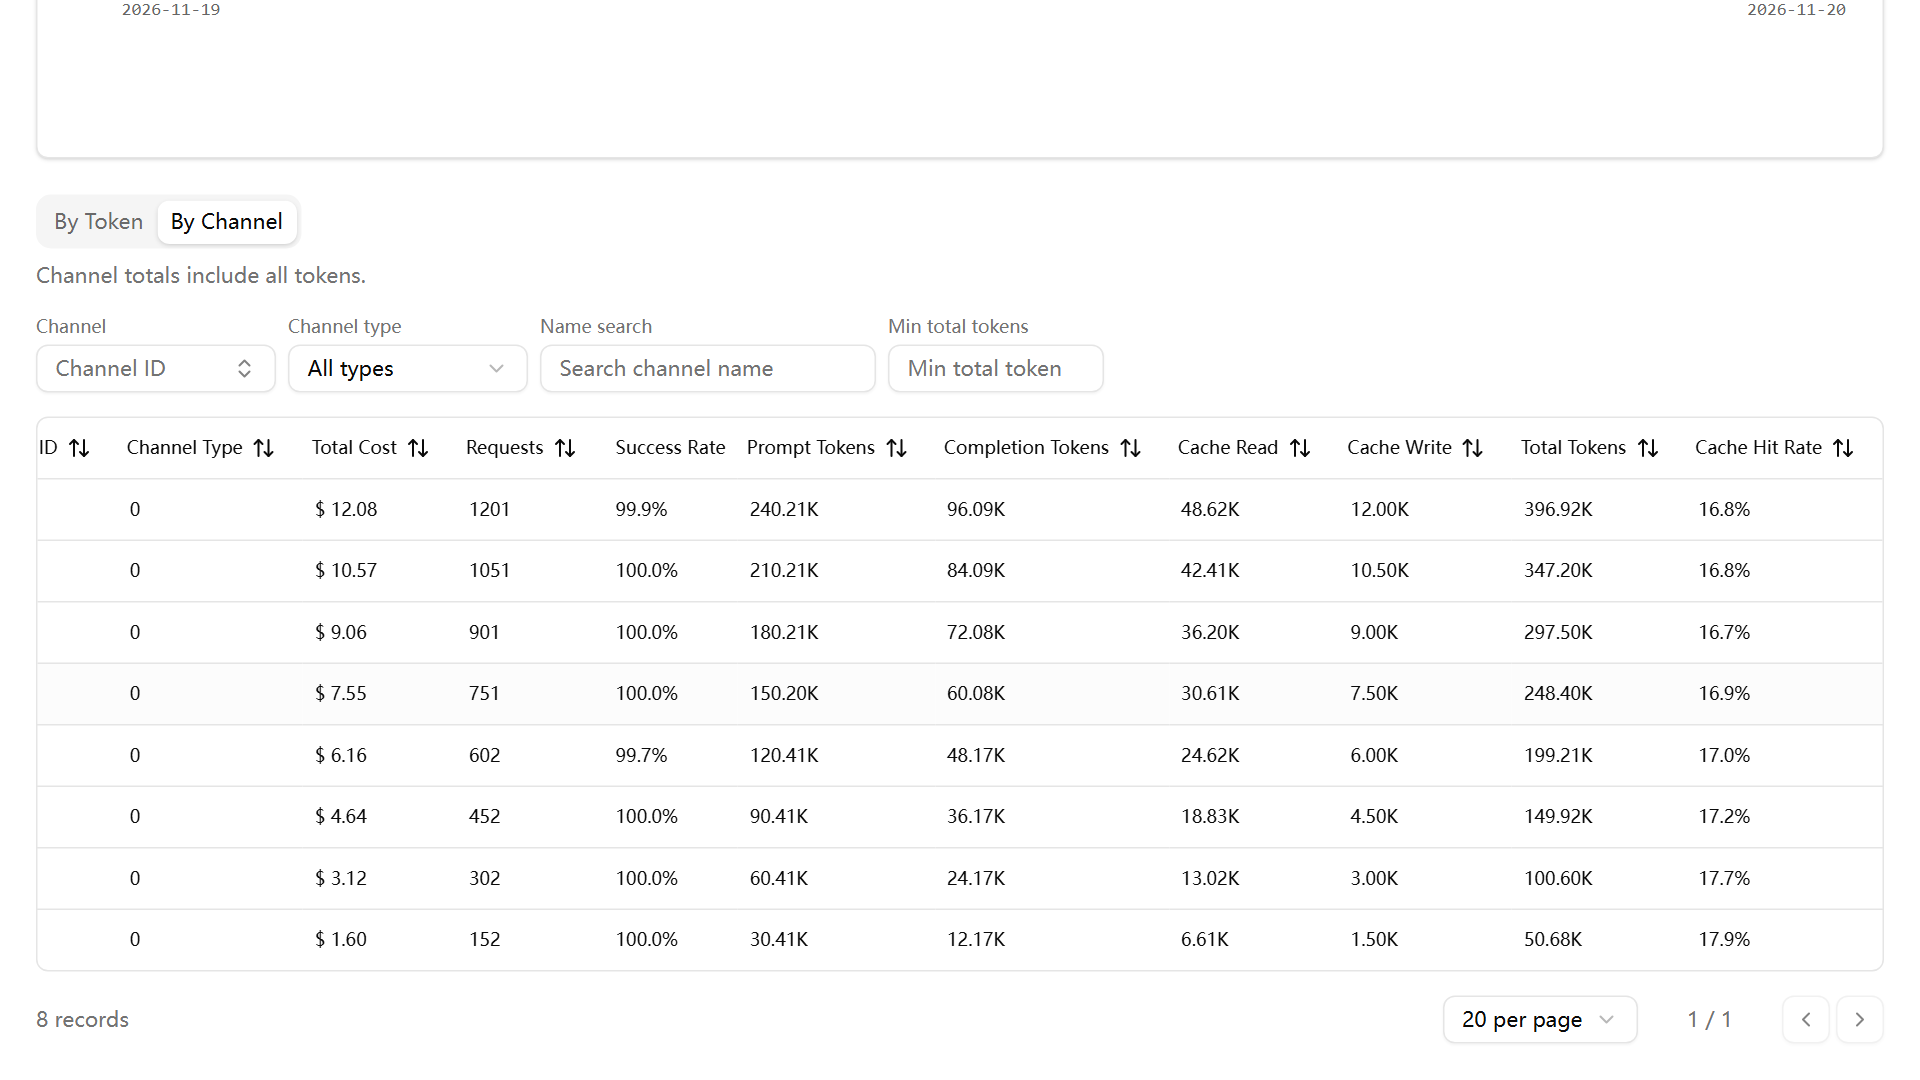 2026-11-19 2026-11-20
By Token By Channel
Channel totals include all tokens.
Channel Channel type Name search Min total tokens
Channel ID All types Search channel name Min total token
ID Channel Type Total Cost Requests Success Rate Prompt Tokens Completion Tokens Cache Read Cache Write Total Tokens Cache Hit Rate
0 $ 12.08 1201 99.9% 240.21K 96.09K 48.62K 12.00K 396.92K 16.8%
0 $ 10.57 1051 100.0% 210.21K 84.09K 42.41K 10.50K 347.20K 16.8%
0 $ 9.06 901 100.0% 180.21K 72.08K 36.20K 9.00K 297.50K 16.7%
0 $ 7.55 751 100.0% 150.20K 60.08K 30.61K 7.50K 248.40K 16.9%
0 $ 6.16 602 99.7% 120.41K 48.17K 24.62K 6.00K 199.21K 17.0%
0 $ 4.64 452 100.0% 90.41K 36.17K 18.83K 4.50K 149.92K 17.2%
0 $ 3.12 302 100.0% 60.41K 24.17K 13.02K 3.00K 100.60K 17.7%
0 $ 1.60 152 100.0% 30.41K 12.17K 6.61K 1.50K 50.68K 17.9%
8 records 20 per page 1 / 1